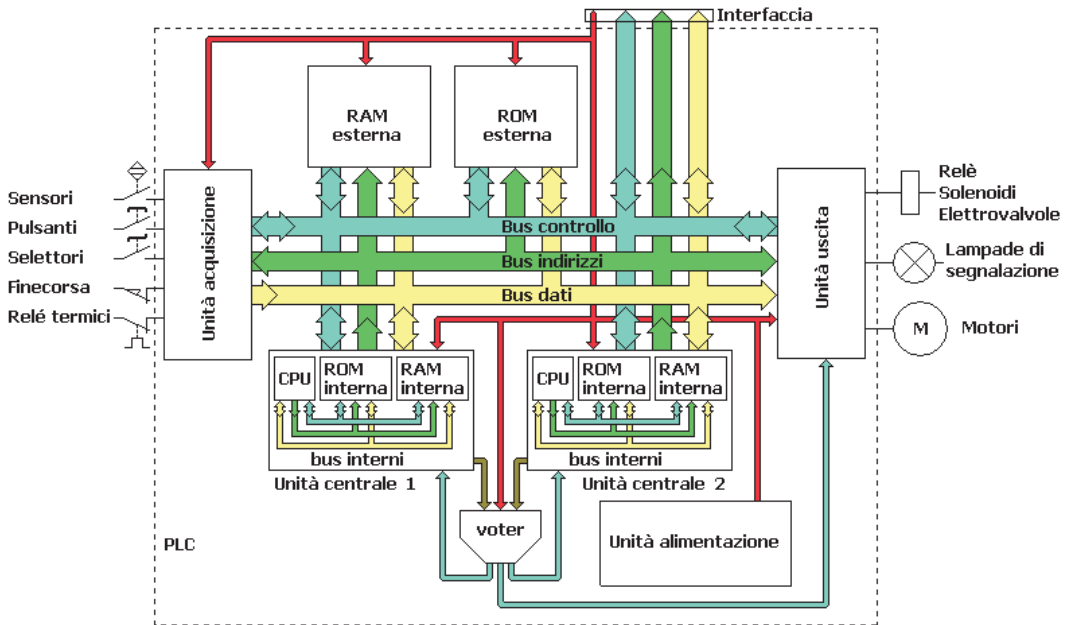 Interfaccia
RAM
esterna
ROM
esterna
Sensori
Pulsanti
Selettori
Finecorsa
Relé termici
Unità acquisizione
Bus controllo
Bus indirizzi
Bus dati
Unità uscita
Relè
Solenoidi
Elettrovalvole
Lampade di
segnalazione
M
Motori
CPU
ROM
interna
RAM
interna
bus interni
Unità centrale 1
CPU
ROM
interna
RAM
interna
bus interni
Unità centrale 2
voter
Unità alimentazione
PLC